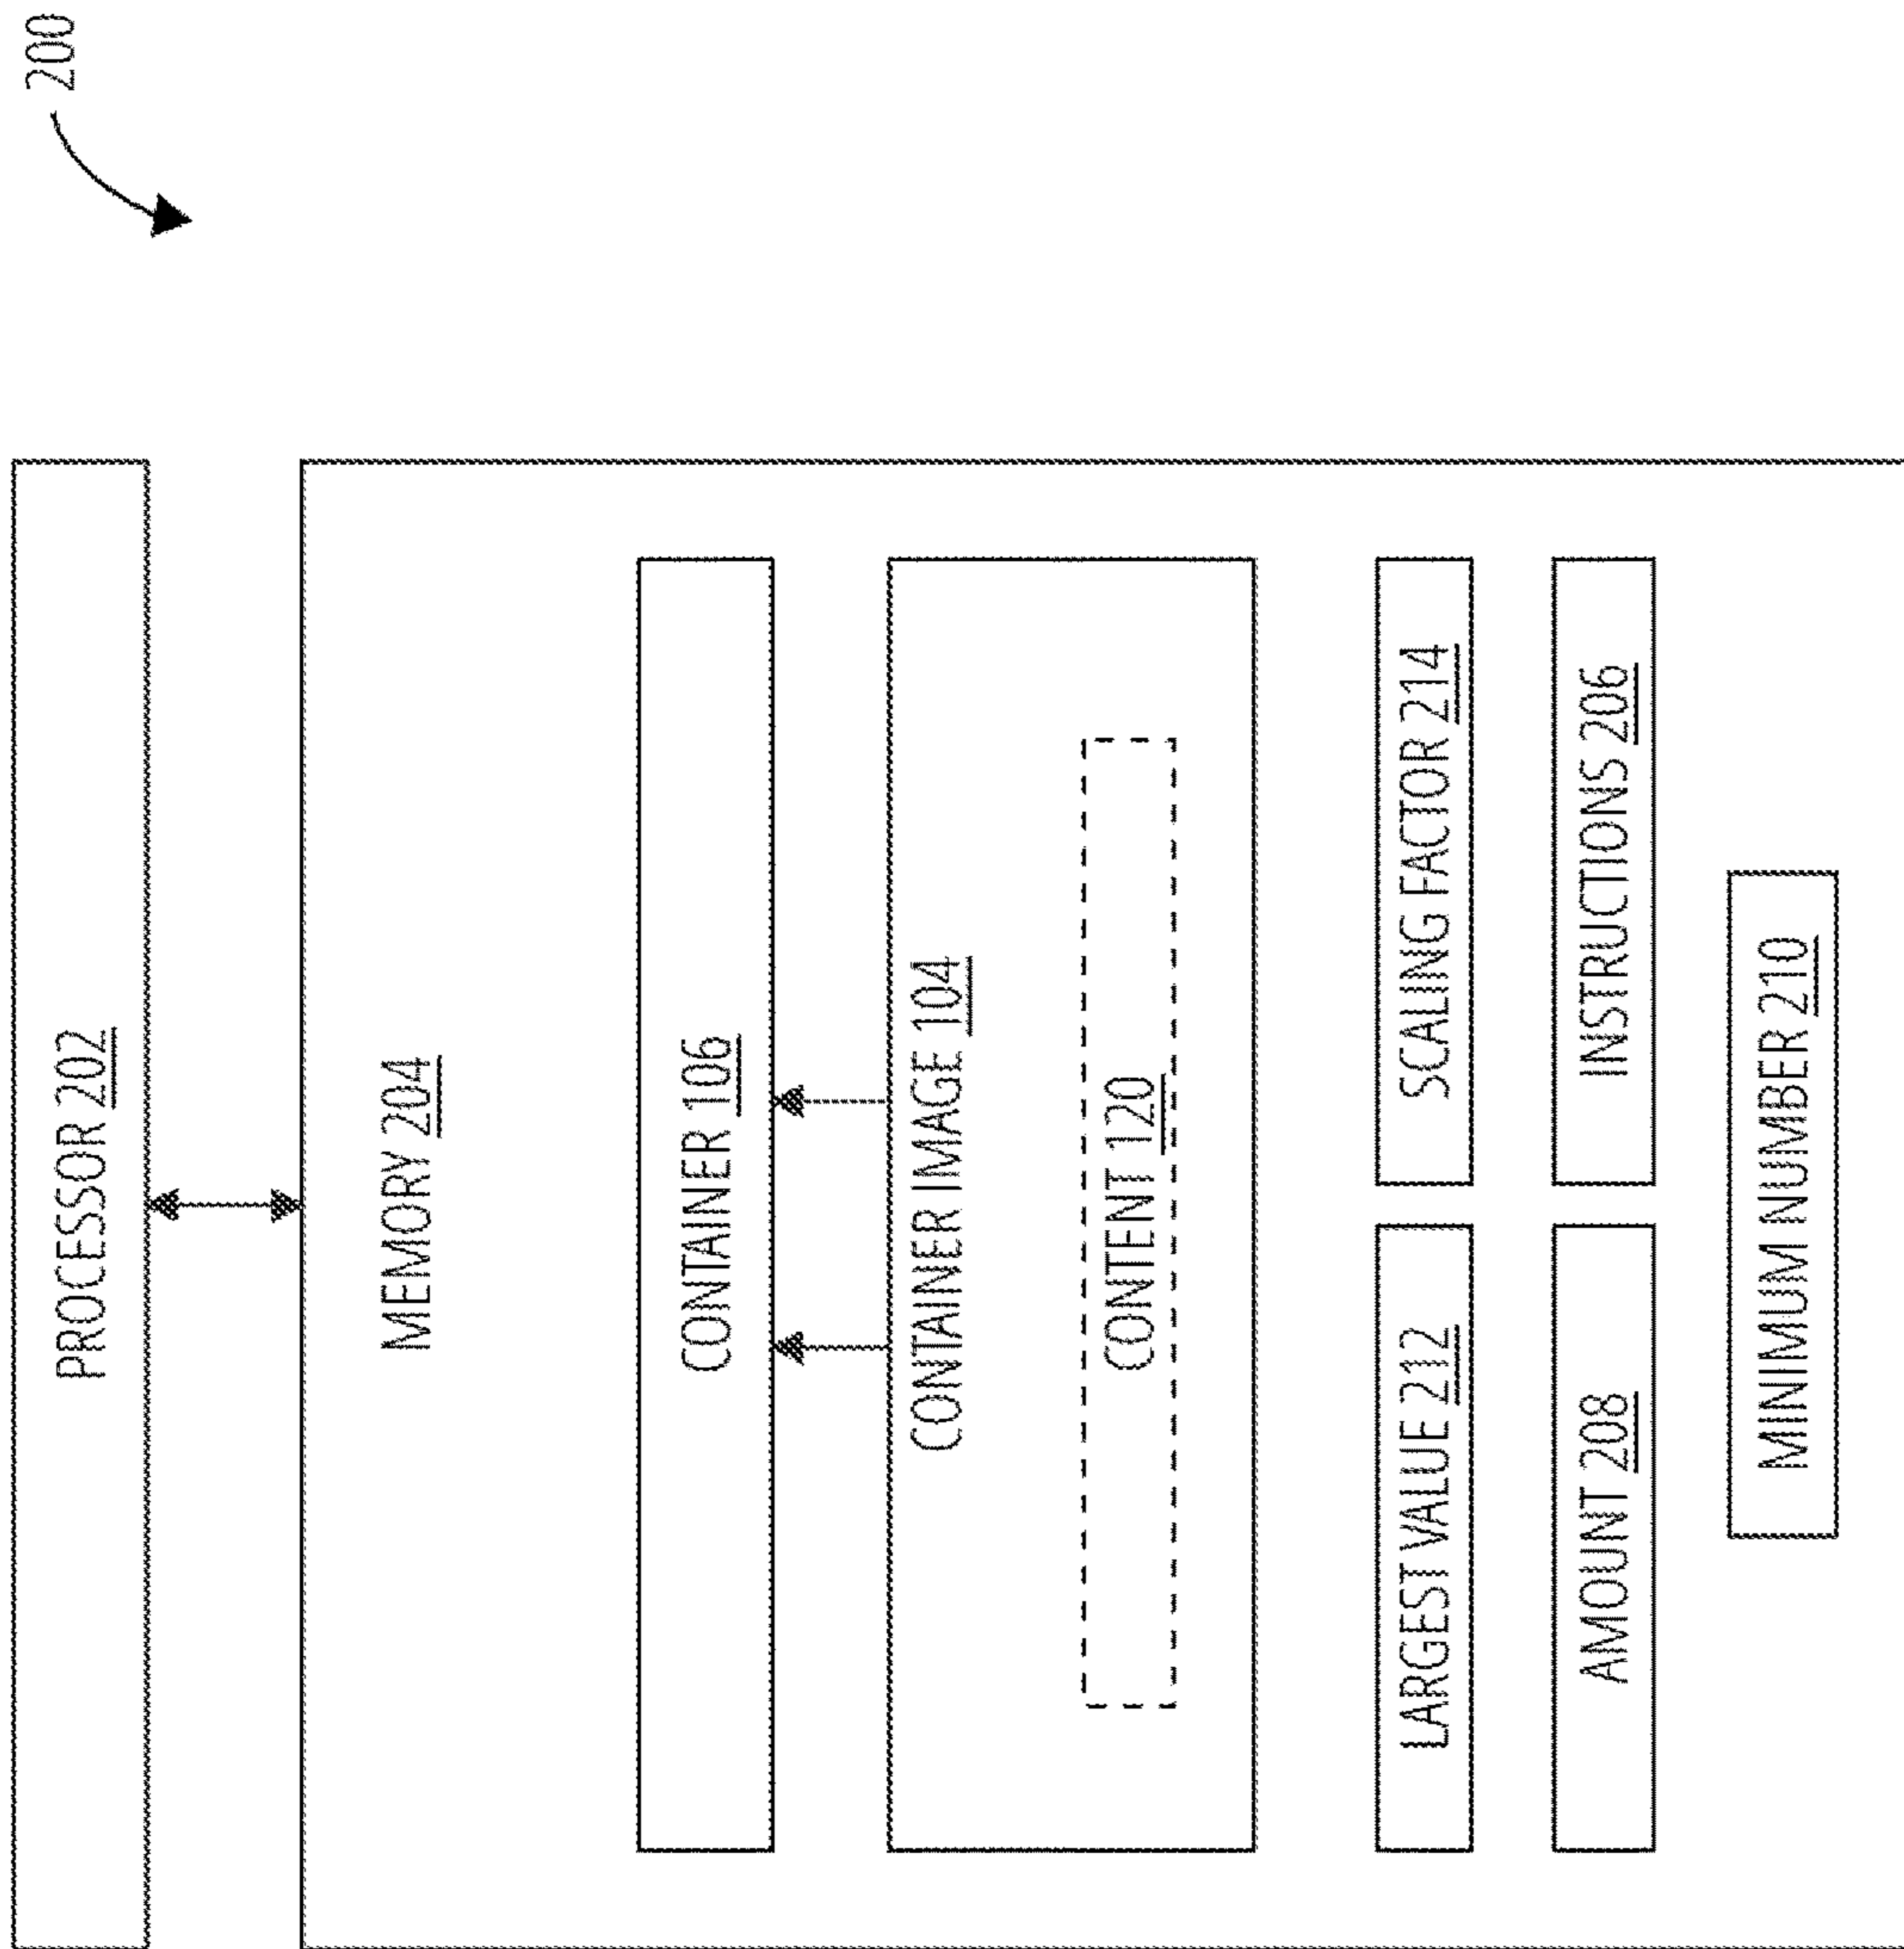 200
PROCESSOR 202
MEMORY 204
CONTAINER 106
CONTAINER IMAGE 104
CONTENT 120
LARGEST VALUE 212
SCALING FACTOR 214
AMOUNT 208
INSTRUCTIONS 206
MINIMUM NUMBER 210